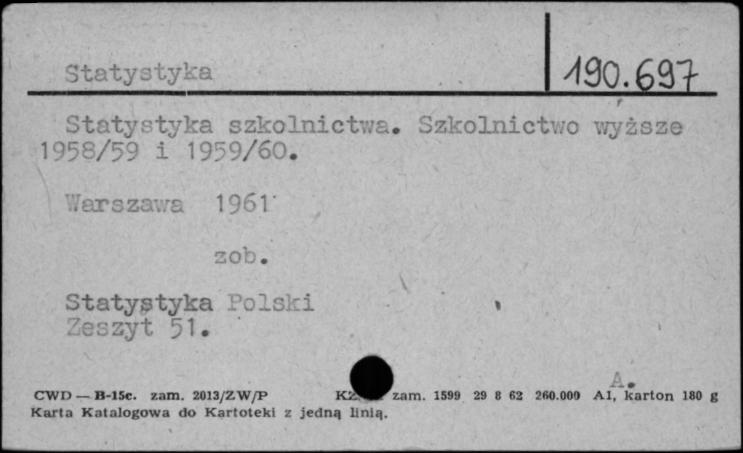 Statystyka 190.697
Statystyka szkolnictwa. Szkolnictwo wyższe
1958/59 i 1959/60.
Warszawa 1961
zob.
Statystyka Polski
Zeszyt 51.
A.
CWD — B-15c. zam. 2013/ZW/P zam. 1599 29 8 62 260.000 A1, karton 180 g
Karta Katalogowa do Kartoteki z jedną linią.